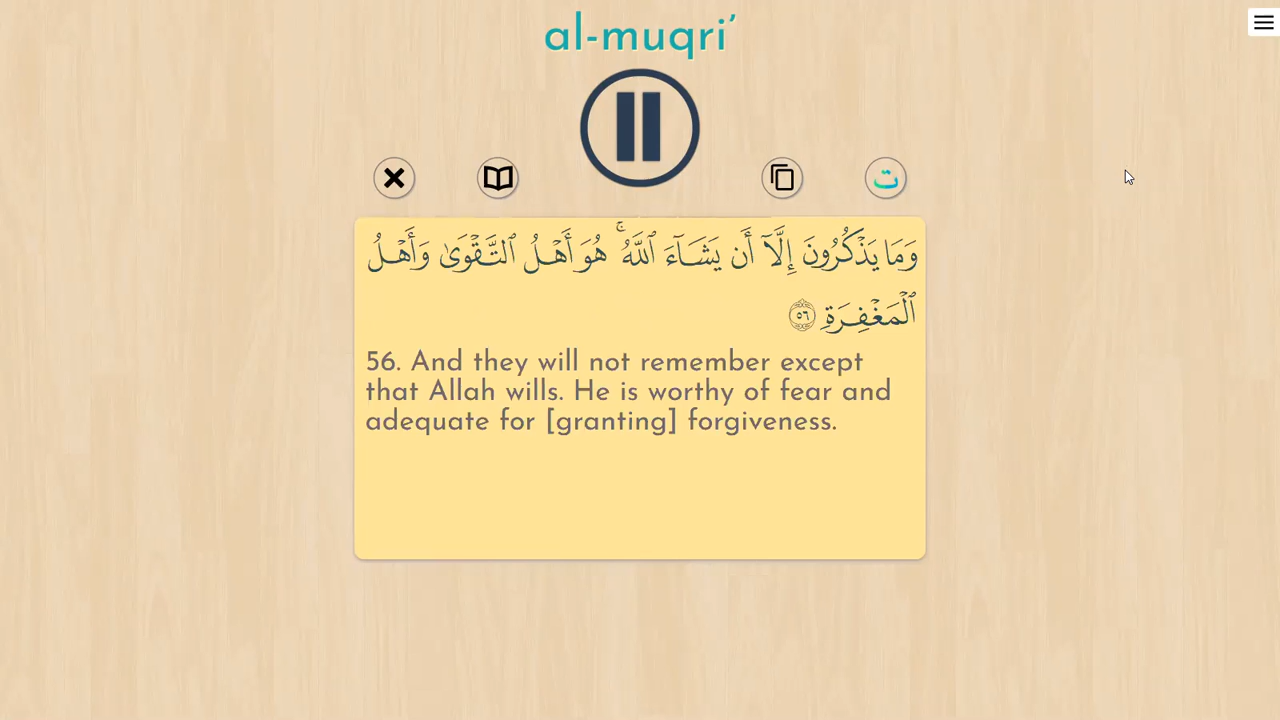 al-muqri’
ت
وَمَا يَذْكُرُونَ إِلَّآ أَن يَشَآءَ ٱللَّهُ ۚ هُوَ أَهْلُ ٱلتَّقْوَىٰ وَأَهْلُ
ٱلْمَغْفِرَةِ ٥٦
56. And they will not remember except
that Allah wills. He is worthy of fear and
adequate for [granting] forgiveness.